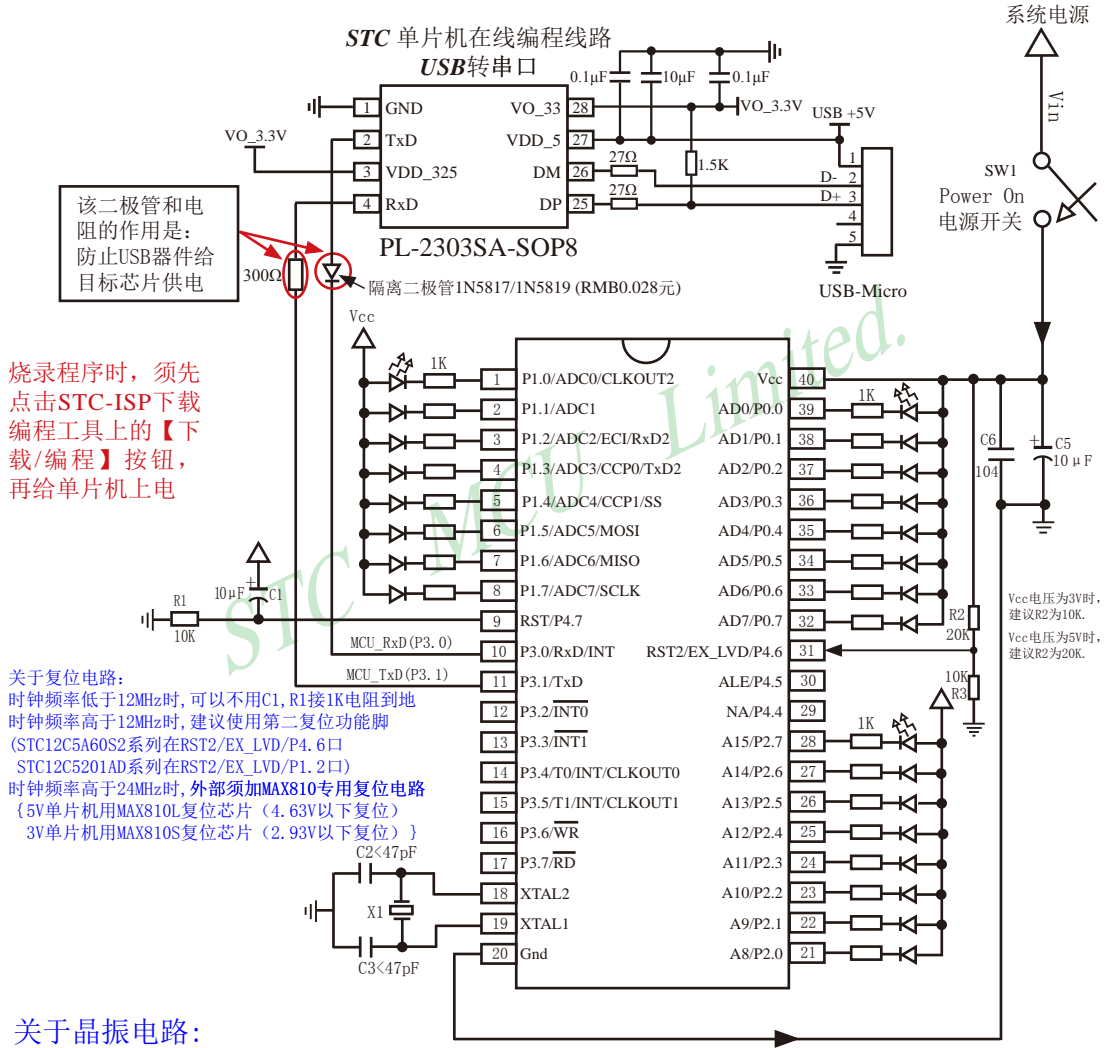 系统电源
Vin
SW1
Power On
电源开关
STC 单片机在线编程线路
USB转串口
0.1μF
10μF
0.1μF
1 GND
2 TxD
3 VDD_325
4 RxD
VO_33 28
VDD_5 27
DM 26
DP 25
PL-2303SA-SOP8
VO_3.3V
VO_3.3V
USB +5V
1.5K
27Ω
27Ω
D-
D+
1
2
3
4
5
USB-Micro
该二极管和电
阻的作用是:
防止USB器件给
目标芯片供电
300Ω
隔离二极管1N5817/1N5819 (RMB0.028元)
烧录程序时，须先
点击STC-ISP下载
编程工具上的【下
载/编程】按钮，
再给单片机上电
Vcc
1K
1 P1.0/ADC0/CLKOUT2
2 P1.1/ADC1
3 P1.2/ADC2/ECI/RxD2
4 P1.3/ADC3/CCP0/TxD2
5 P1.4/ADC4/CCP1/SS
6 P1.5/ADC5/MOSI
7 P1.6/ADC6/MISO
8 P1.7/ADC7/SCLK
9 RST/P4.7
10 P3.0/RxD/INT
11 P3.1/TxD
12 P3.2/INT0
13 P3.3/INT1
14 P3.4/T0/INT/CLKOUT0
15 P3.5/T1/INT/CLKOUT1
16 P3.6/WR
17 P3.7/RD
18 XTAL2
19 XTAL1
20 Gnd
Vcc 40
AD0/P0.0 39
AD1/P0.1 38
AD2/P0.2 37
AD3/P0.3 36
AD4/P0.4 35
AD5/P0.5 34
AD6/P0.6 33
AD7/P0.7 32
RST2/EX_LVD/P4.6 31
ALE/P4.5 30
NA/P4.4 29
A15/P2.7 28
A14/P2.6 27
A13/P2.5 26
A12/P2.4 25
A11/P2.3 24
A10/P2.2 23
A9/P2.1 22
A8/P2.0 21
1K
1K
C6
104
C5
+
10μF
R2
20K
10K
R3
Vcc电压为3V时,
建议R2为10K.
Vcc电压为5V时,
建议R2为20K.
10μF
+
C1
R1
10K
MCU_RxD(P3.0)
MCU_TxD(P3.1)
关于复位电路:
时钟频率低于12MHz时,可以不用C1,R1接1K电阻到地
时钟频率高于12MHz时,建议使用第二复位功能脚
(STC12C5A60S2系列在RST2/EX_LVD/P4.6口
STC12C5201AD系列在RST2/EX_LVD/P1.2口)
时钟频率高于24MHz时,外部须加MAX810专用复位电路
{5V单片机用MAX810L复位芯片（4.63V以下复位）
3V单片机用MAX810S复位芯片（2.93V以下复位）}
C2<47pF
X1
C3<47pF
关于晶振电路:
STC MCU Limited.